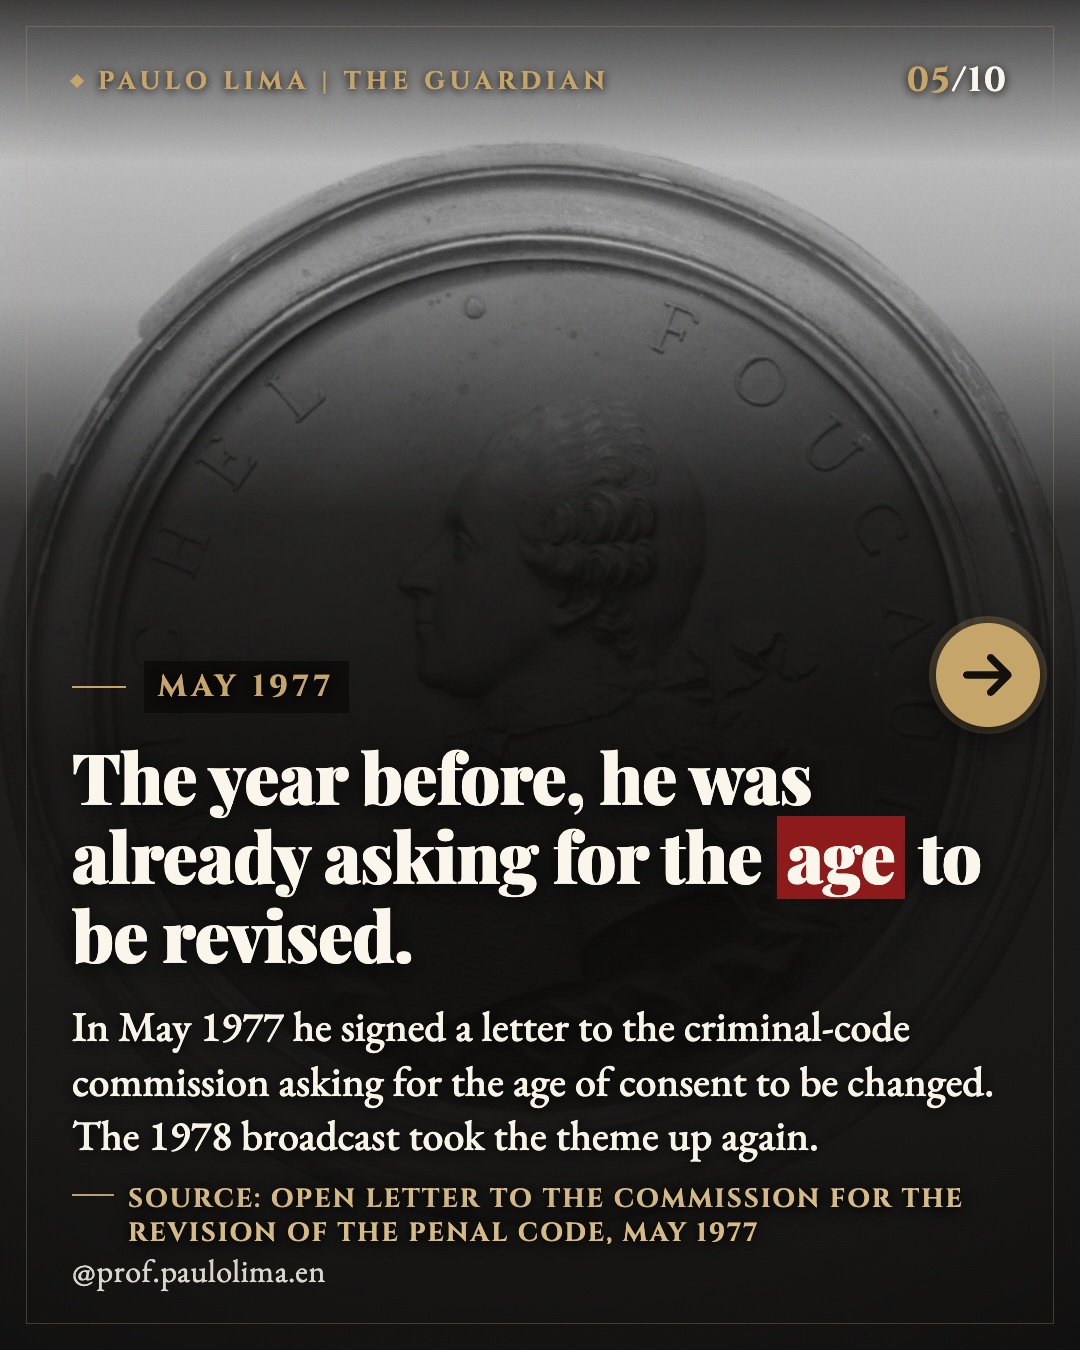 ◆ PAULO LIMA | THE GUARDIAN
05/10
MICHEL FOUCAULT
MAY 1977
The year before, he was
already asking for the age to
be revised.
In May 1977 he signed a letter to the criminal-code
commission asking for the age of consent to be changed.
The 1978 broadcast took the theme up again.
SOURCE: OPEN LETTER TO THE COMMISSION FOR THE
REVISION OF THE PENAL CODE, MAY 1977
@prof.paulolima.en